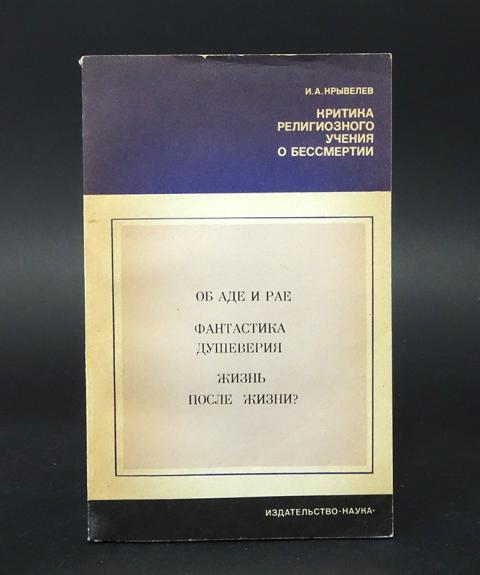 И.А.КРЫВЕЛЕВ
КРИТИКА
РЕЛИГИОЗНОГО
УЧЕНИЯ
О БЕССМЕРТИИ
ОБ АДЕ И РАЕ
ФАНТАСТИКА
ДУШЕВЕРИЯ
ЖИЗНЬ
ПОСЛЕ ЖИЗНИ?
ИЗДАТЕЛЬСТВО·НАУКА·